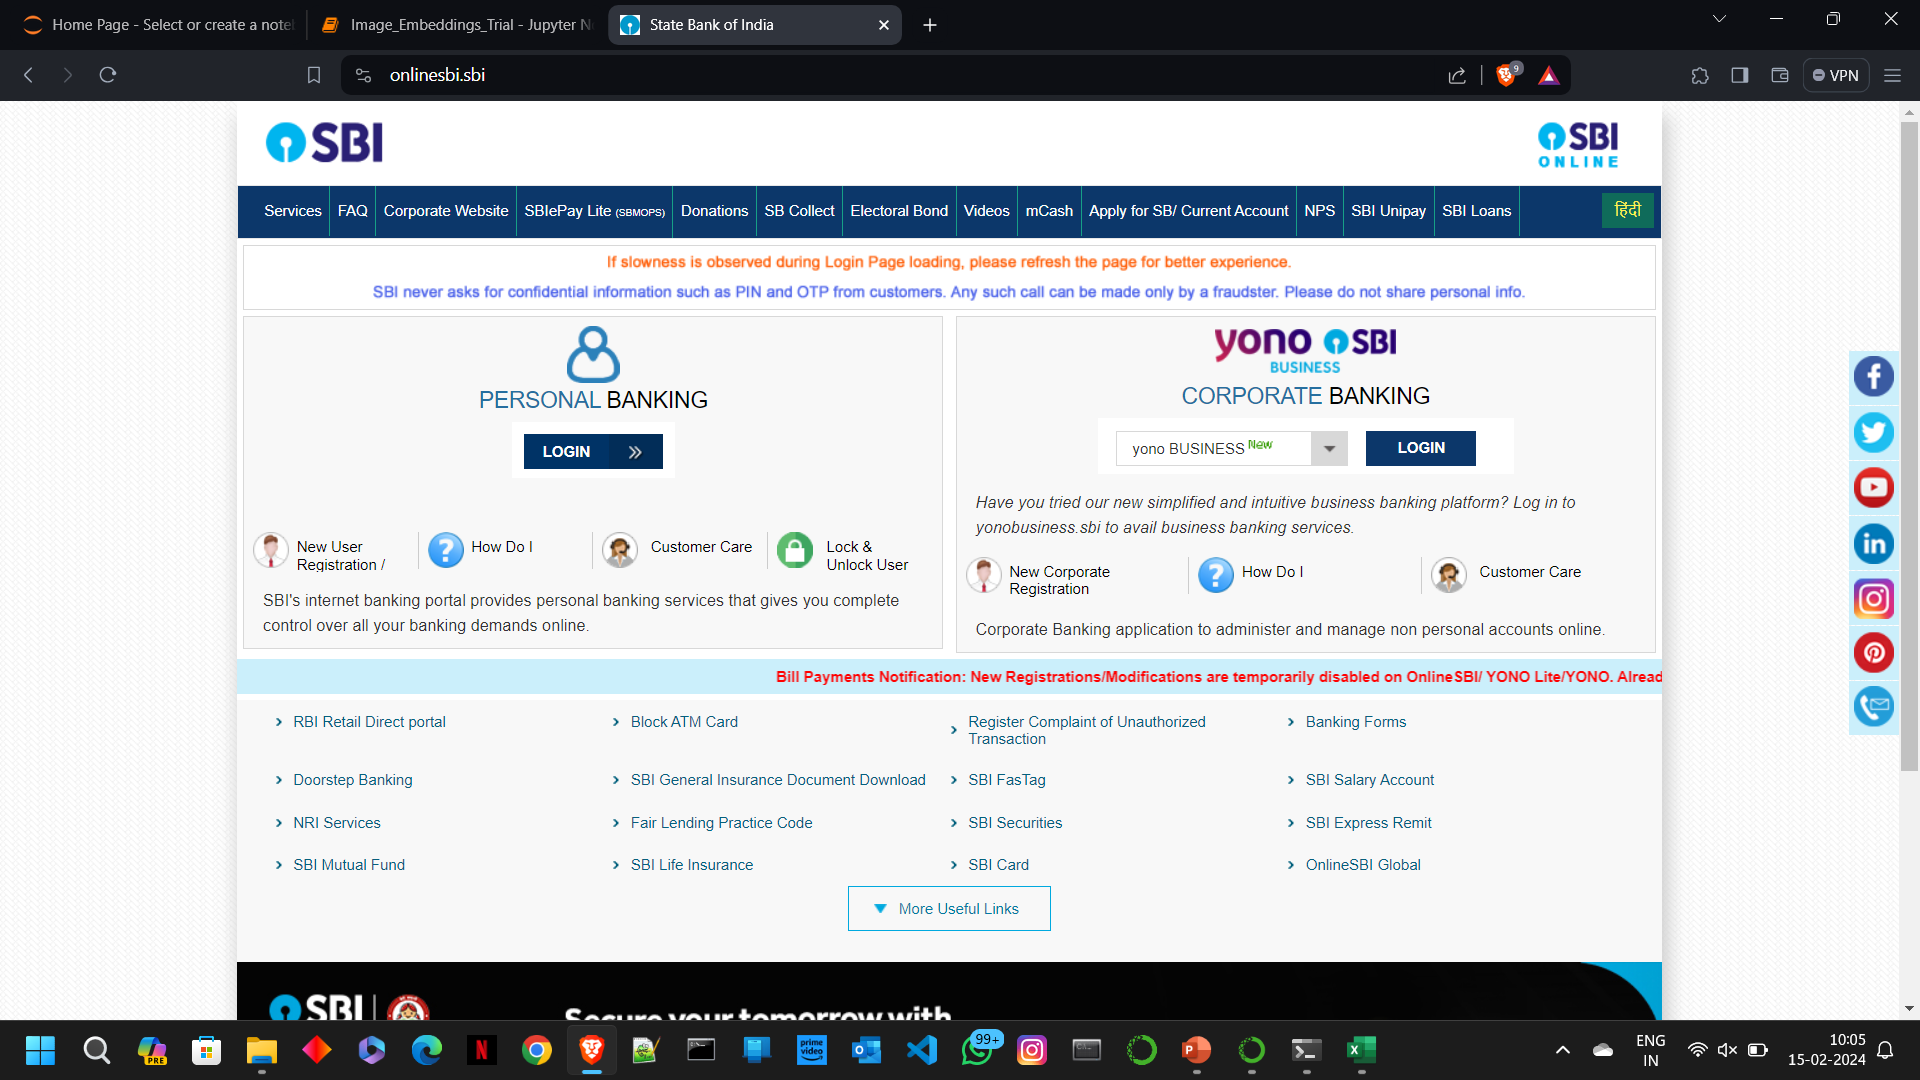 Home Page - Select or create a note
Image_Embeddings_Trial - Jupyter N
State Bank of India
onlinesbi.sbi
9
VPN
SBI
SBI
ONLINE
Services
FAQ
Corporate Website
SBIePay Lite (SBMOPS)
Donations
SB Collect
Electoral Bond
Videos
mCash
Apply for SB/ Current Account
NPS
SBI Unipay
SBI Loans
हिंदी
If slowness is observed during Login Page loading, please refresh the page for better experience.
SBI never asks for confidential information such as PIN and OTP from customers. Any such call can be made only by a fraudster. Please do not share personal info.
PERSONAL BANKING
LOGIN
New User
Registration /
How Do I
Customer Care
Lock &
Unlock User
SBI's internet banking portal provides personal banking services that gives you complete
control over all your banking demands online.
yono SBI
BUSINESS
CORPORATE BANKING
yono BUSINESS New
LOGIN
Have you tried our new simplified and intuitive business banking platform? Log in to
yonobusiness.sbi to avail business banking services.
New Corporate
Registration
How Do I
Customer Care
Corporate Banking application to administer and manage non personal accounts online.
Bill Payments Notification: New Registrations/Modifications are temporarily disabled on OnlineSBI/ YONO Lite/YONO. Alread
RBI Retail Direct portal
Block ATM Card
Register Complaint of Unauthorized
Transaction
Banking Forms
Doorstep Banking
SBI General Insurance Document Download
SBI FasTag
SBI Salary Account
NRI Services
Fair Lending Practice Code
SBI Securities
SBI Express Remit
SBI Mutual Fund
SBI Life Insurance
SBI Card
OnlineSBI Global
More Useful Links
SBI
Secure your tomorrow with
PRE
prime
video
99+
ENG
IN
10:05
15-02-2024